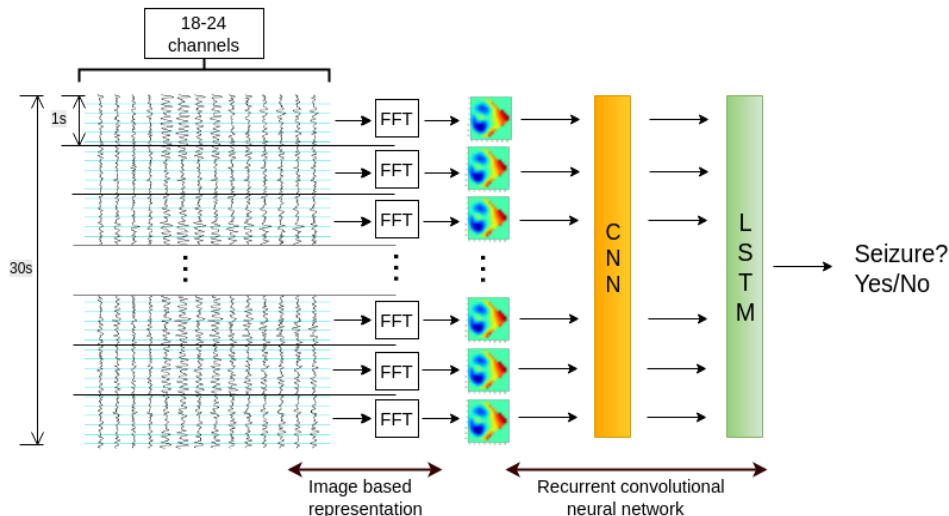 18-24
channels
1s
30s
FFT
FFT
FFT
FFT
FFT
FFT
C
N
N
L
S
T
M
Seizure?
Yes/No
Image based
representation
Recurrent convolutional
neural network